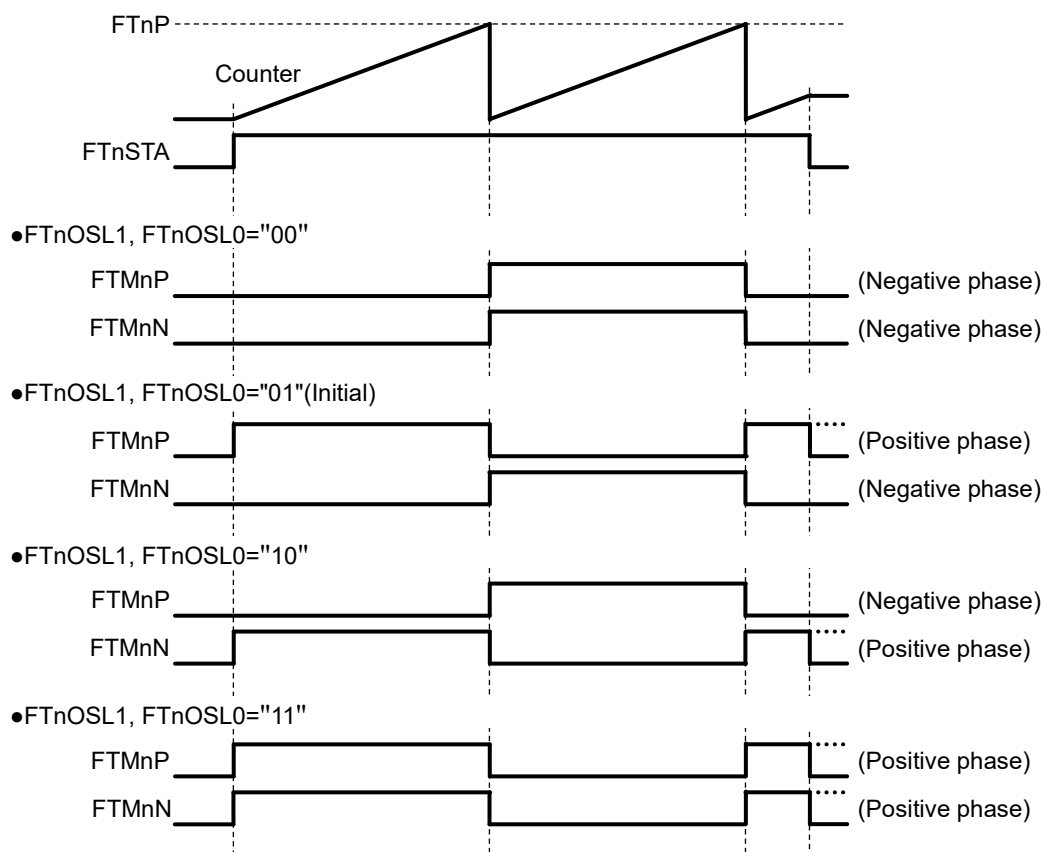 FTnP
Counter
FTnSTA
●FTnOSL1, FTnOSL0="00"
FTMnP (Negative phase)
FTMnN (Negative phase)
●FTnOSL1, FTnOSL0="01"(Initial)
FTMnP (Positive phase)
FTMnN (Negative phase)
●FTnOSL1, FTnOSL0="10"
FTMnP (Negative phase)
FTMnN (Positive phase)
●FTnOSL1, FTnOSL0="11"
FTMnP (Positive phase)
FTMnN (Positive phase)